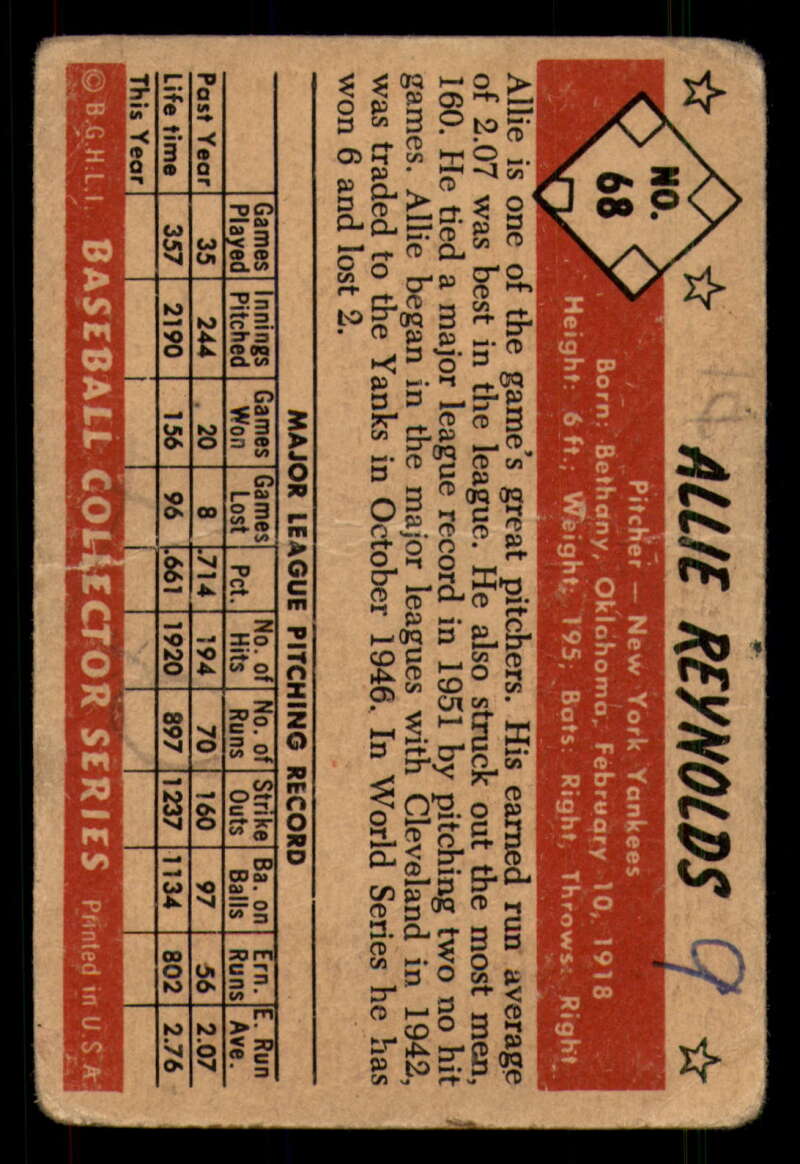 ALLIE REYNOLDS 9
NO.
68
Pitcher — New York Yankees
Born: Bethany, Oklahoma, February 10, 1918
Height: 6 ft.; Weight: 195; Bats: Right, Throws: Right
Allie is one of the game's great pitchers. His earned run average
of 2.07 was best in the league. He also struck out the most men,
160. He tied a major league record in 1951 by pitching two no hit
games. Allie began in the major leagues with Cleveland in 1942,
was traded to the Yanks in October 1946. In World Series he has
won 6 and lost 2.
MAJOR LEAGUE PITCHING RECORD
Games Innings Games Games No. of No. of Strike Ba. on Ern. E. Run
Played Pitched Won Lost Pct. Hits Runs Outs Balls Runs Ave.
Past Year 35 244 20 8 .714 194 70 160 97 56 2.07
Life time 357 2190 156 96 .661 1920 897 1237 1134 802 2.76
This Year
© B.G.H.L.I. BASEBALL COLLECTOR SERIES Printed in U.S.A.